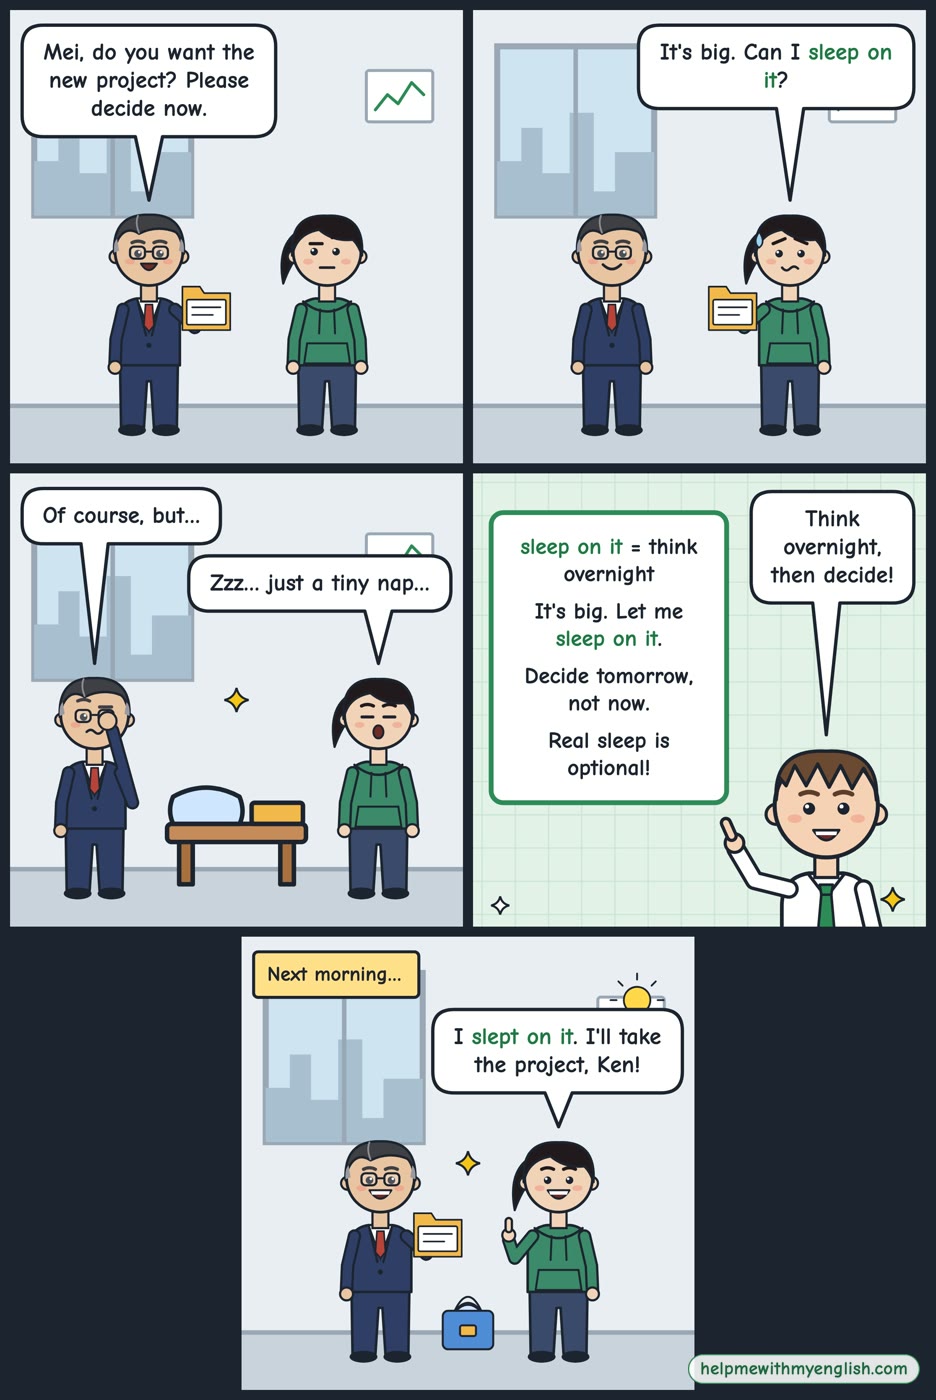 Mei, do you want the
new project? Please
decide now.
It's big. Can I sleep on
it?
Of course, but...
Zzz... just a tiny nap...
sleep on it = think
overnight
It's big. Let me
sleep on it.
Decide tomorrow,
not now.
Real sleep is
optional!
Think
overnight,
then decide!
Next morning...
I slept on it. I'll take
the project, Ken!
helpmewithmyenglish.com